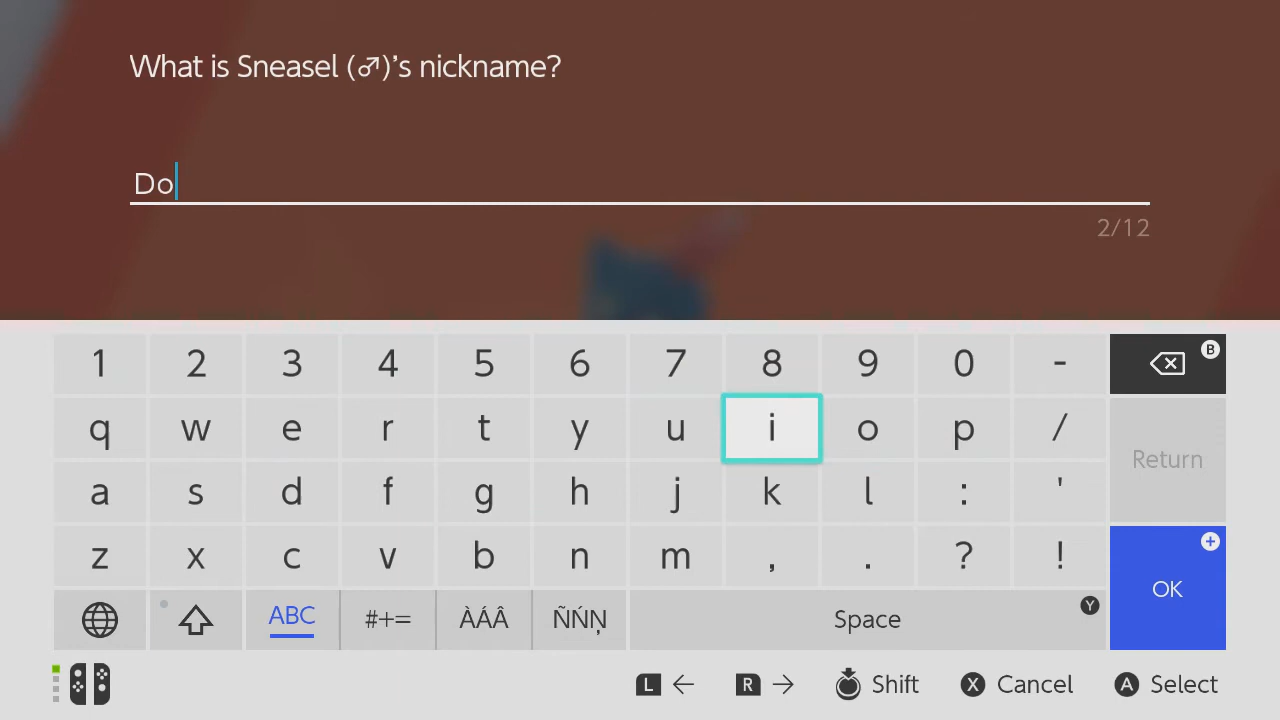 What is Sneasel (♂)'s nickname?
Do
2/12
1 2 3 4 5 6 7 8 9 0 - B
q w e r t y u i o p / Return
a s d f g h j k l : '
z x c v b n m , . ? ! +
ABC #+= ÀÁÂ ÑŃŅ Space Y OK
L ← R → Shift X Cancel A Select